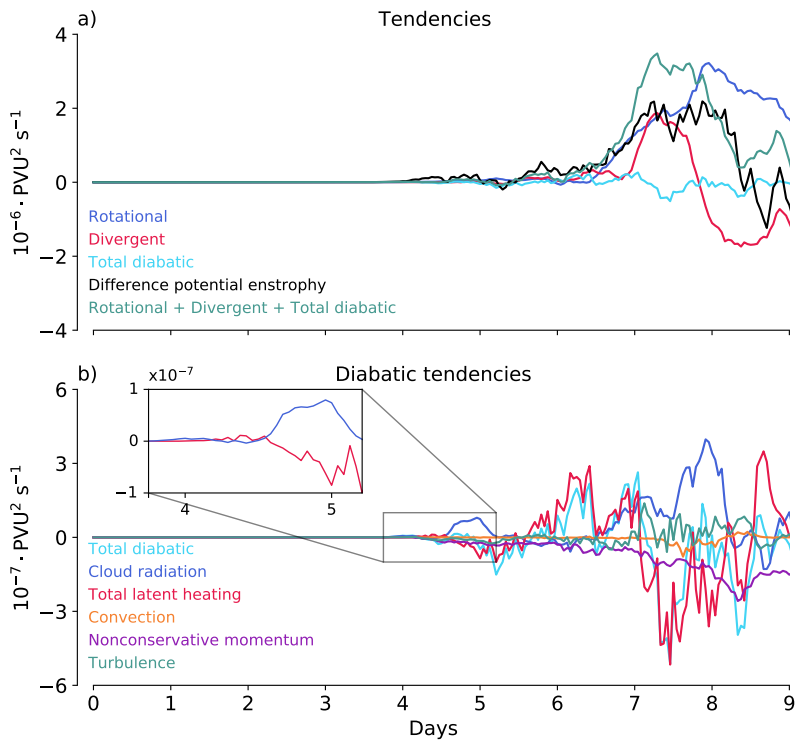 a)
Tendencies
4
2
0
−2
−4
10⁻⁶ · PVU² s⁻¹
Rotational
Divergent
Total diabatic
Difference potential enstrophy
Rotational + Divergent + Total diabatic
b)
Diabatic tendencies
x10⁻⁷
1
0
−1
4
5
6
3
0
−3
−6
10⁻⁷ · PVU² s⁻¹
Total diabatic
Cloud radiation
Total latent heating
Convection
Nonconservative momentum
Turbulence
0 1 2 3 4 5 6 7 8 9
Days